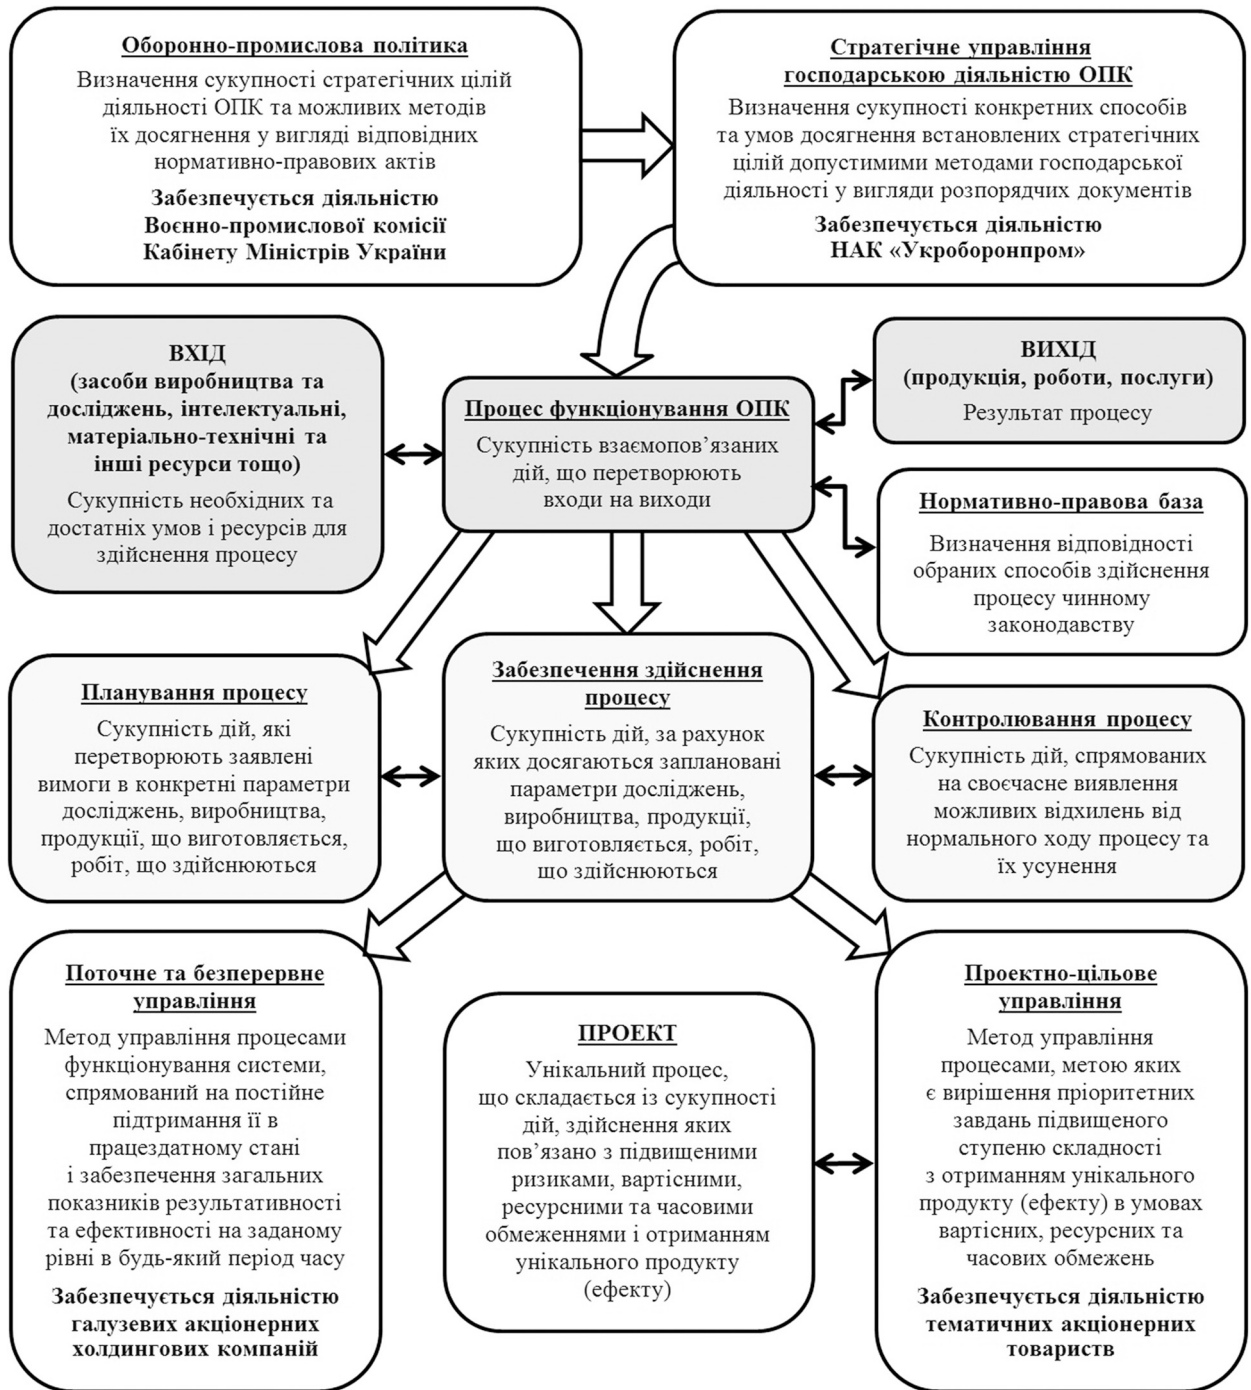 Оборонно-промислова політика
Визначення сукупності стратегічних цілій
діяльності ОПК та можливих методів
їх досягнення у вигляді відповідних
нормативно-правових актів
Забезпечується діяльністю
Воєнно-промислової комісії
Кабінету Міністрів України
Стратегічне управління
господарською діяльністю ОПК
Визначення сукупності конкретних способів
та умов досягнення встановлених стратегічних
цілій допустимими методами господарської
діяльності у вигляди розпорядчих документів
Забезпечується діяльністю
НАК «Укроборонпром»
ВХІД
(засоби виробництва та
досліджень, інтелектуальні,
матеріально-технічні та
інші ресурси тощо)
Сукупність необхідних та
достатніх умов і ресурсів для
здійснення процесу
Процес функціонування ОПК
Сукупність взаємопов’язаних
дій, що перетворюють
входи на виходи
ВИХІД
(продукція, роботи, послуги)
Результат процесу
Нормативно-правова база
Визначення відповідності
обраних способів здійснення
процесу чинному
законодавству
Планування процесу
Сукупність дій, які
перетворюють заявлені
вимоги в конкретні параметри
досліджень, виробництва,
продукції, що виготовляється,
робіт, що здійснюються
Забезпечення здійснення
процесу
Сукупність дій, за рахунок
яких досягаються заплановані
параметри досліджень,
виробництва, продукції,
що виготовляється, робіт,
що здійснюються
Контролювання процесу
Сукупність дій, спрямованих
на своєчасне виявлення
можливих відхилень від
нормального ходу процесу та
їх усунення
Поточне та безперервне
управління
Метод управління процесами
функціонування системи,
спрямований на постійне
підтримання її в
працездатному стані
і забезпечення загальних
показників результативності
та ефективності на заданому
рівні в будь-який період часу
Забезпечується діяльністю
галузевих акціонерних
холдингових компаній
ПРОЕКТ
Унікальний процес,
що складається із сукупності
дій, здійснення яких
пов’язано з підвищеними
ризиками, вартісними,
ресурсними та часовими
обмеженнями і отриманням
унікального продукту
(ефекту)
Проектно-цільове
управління
Метод управління
процесами, метою яких
є вирішення пріоритетних
завдань підвищеного
ступеню складності
з отриманням унікального
продукту (ефекту) в умовах
вартісних, ресурсних та
часових обмежень
Забезпечується діяльністю
тематичних акціонерних
товариств